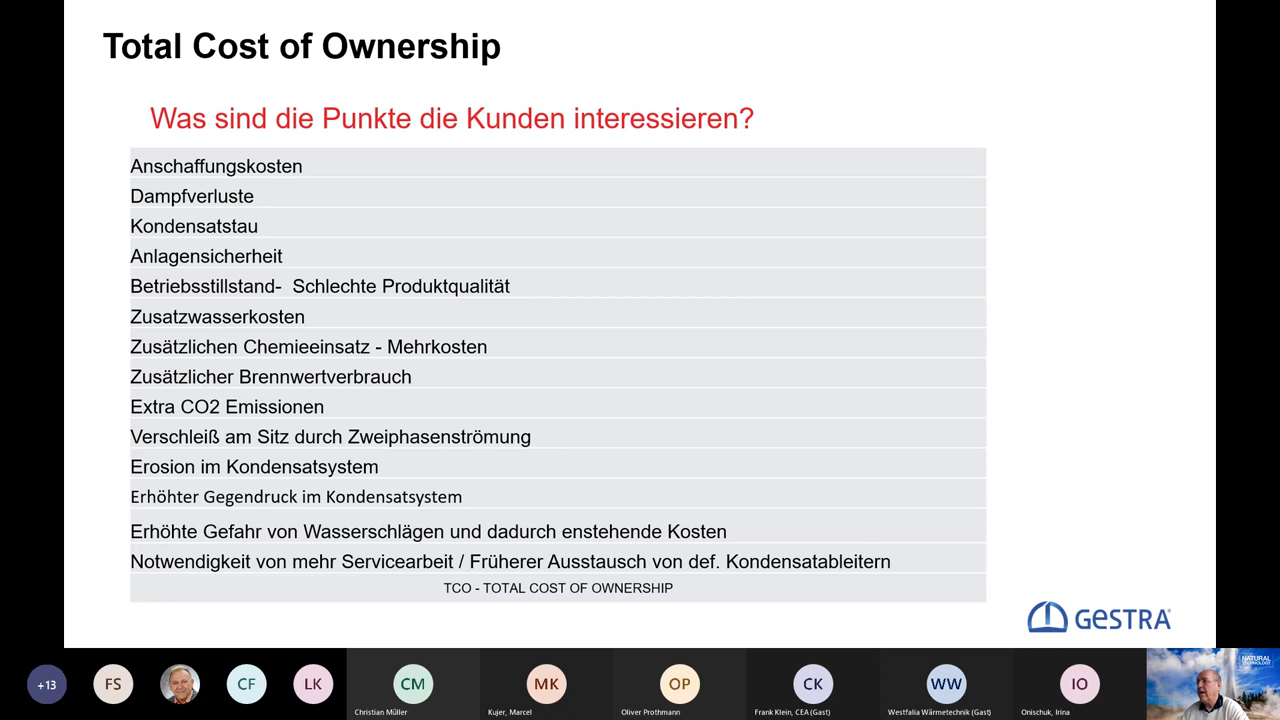 Total Cost of Ownership
Was sind die Punkte die Kunden interessieren?
Anschaffungskosten
Dampfverluste
Kondensatstau
Anlagensicherheit
Betriebsstillstand-  Schlechte Produktqualität
Zusatzwasserkosten
Zusätzlichen Chemieeinsatz - Mehrkosten
Zusätzlicher Brennwertverbrauch
Extra CO2 Emissionen
Verschleiß am Sitz durch Zweiphasenströmung
Erosion im Kondensatsystem
Erhöhter Gegendruck im Kondensatsystem
Erhöhte Gefahr von Wasserschlägen und dadurch enstehende Kosten
Notwendigkeit von mehr Servicearbeit / Früherer Ausstausch von def. Kondensatableitern
TCO - TOTAL COST OF OWNERSHIP
GESTRA
+13
FS
CF
LK
CM
MK
OP
CK
WW
IO
NATURAL
TECHNOLOGY
Christian Müller
Kujer, Marcel
Oliver Prothmann
Frank Klein, CEA (Gast)
Westfalia Wärmetechnik (Gast)
Onischuk, Irina